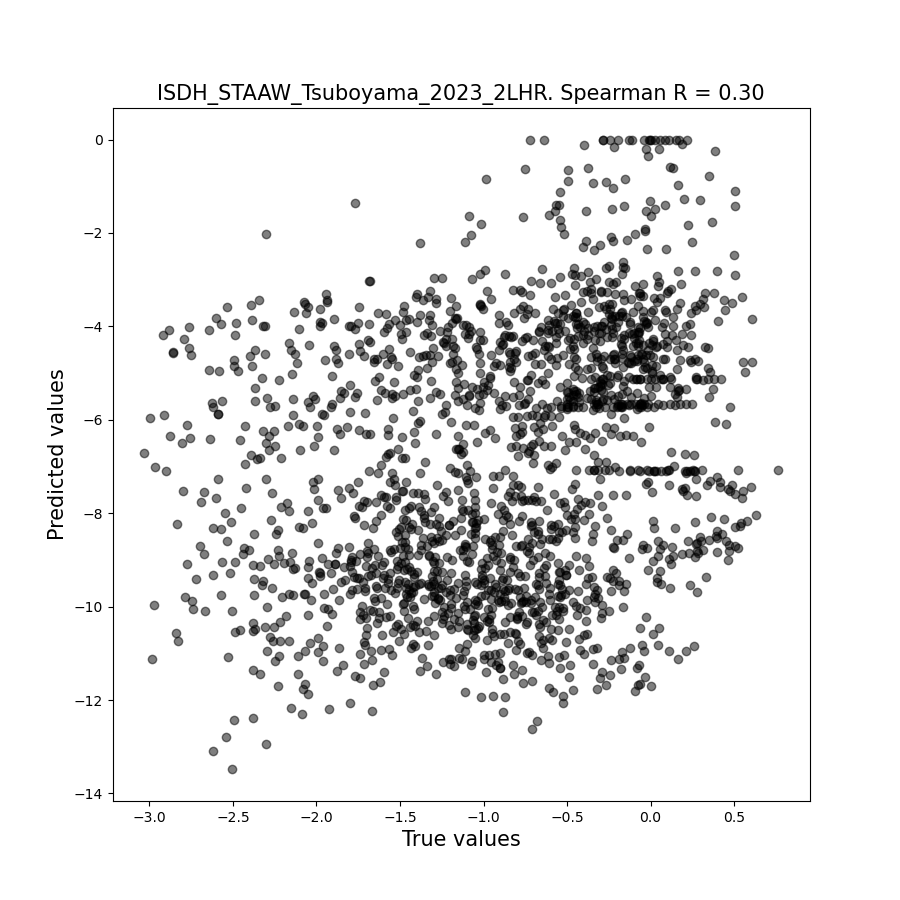 ISDH_STAAW_Tsuboyama_2023_2LHR. Spearman R = 0.30
0
−2
−4
−6
−8
−10
−12
−14
Predicted values
−3.0 −2.5 −2.0 −1.5 −1.0 −0.5 0.0 0.5
True values